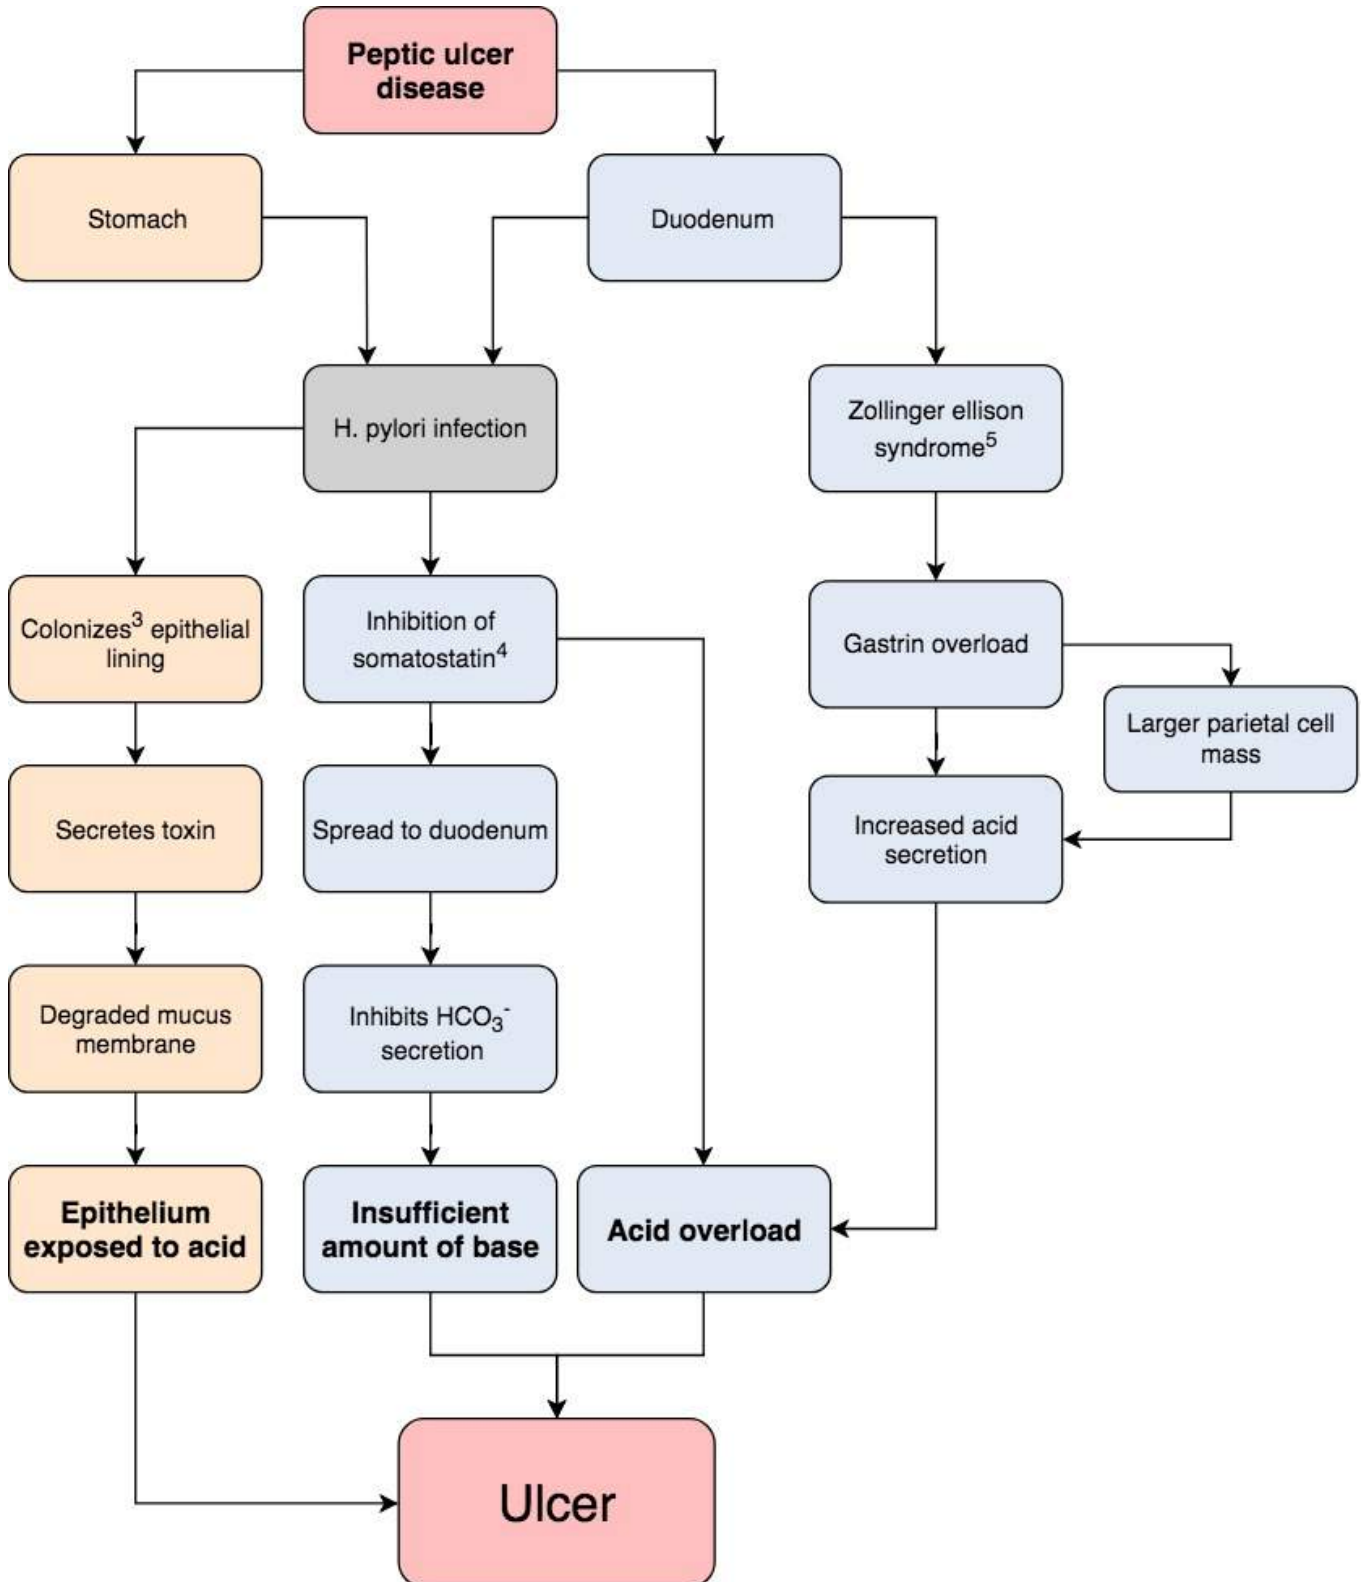 Peptic ulcer
disease
Stomach
Duodenum
H. pylori infection
Zollinger ellison
syndrome⁵
Colonizes³ epithelial
lining
Inhibition of
somatostatin⁴
Gastrin overload
Larger parietal cell
mass
Secretes toxin
Spread to duodenum
Increased acid
secretion
Degraded mucus
membrane
Inhibits HCO₃⁻
secretion
Epithelium
exposed to acid
Insufficient
amount of base
Acid overload
Ulcer